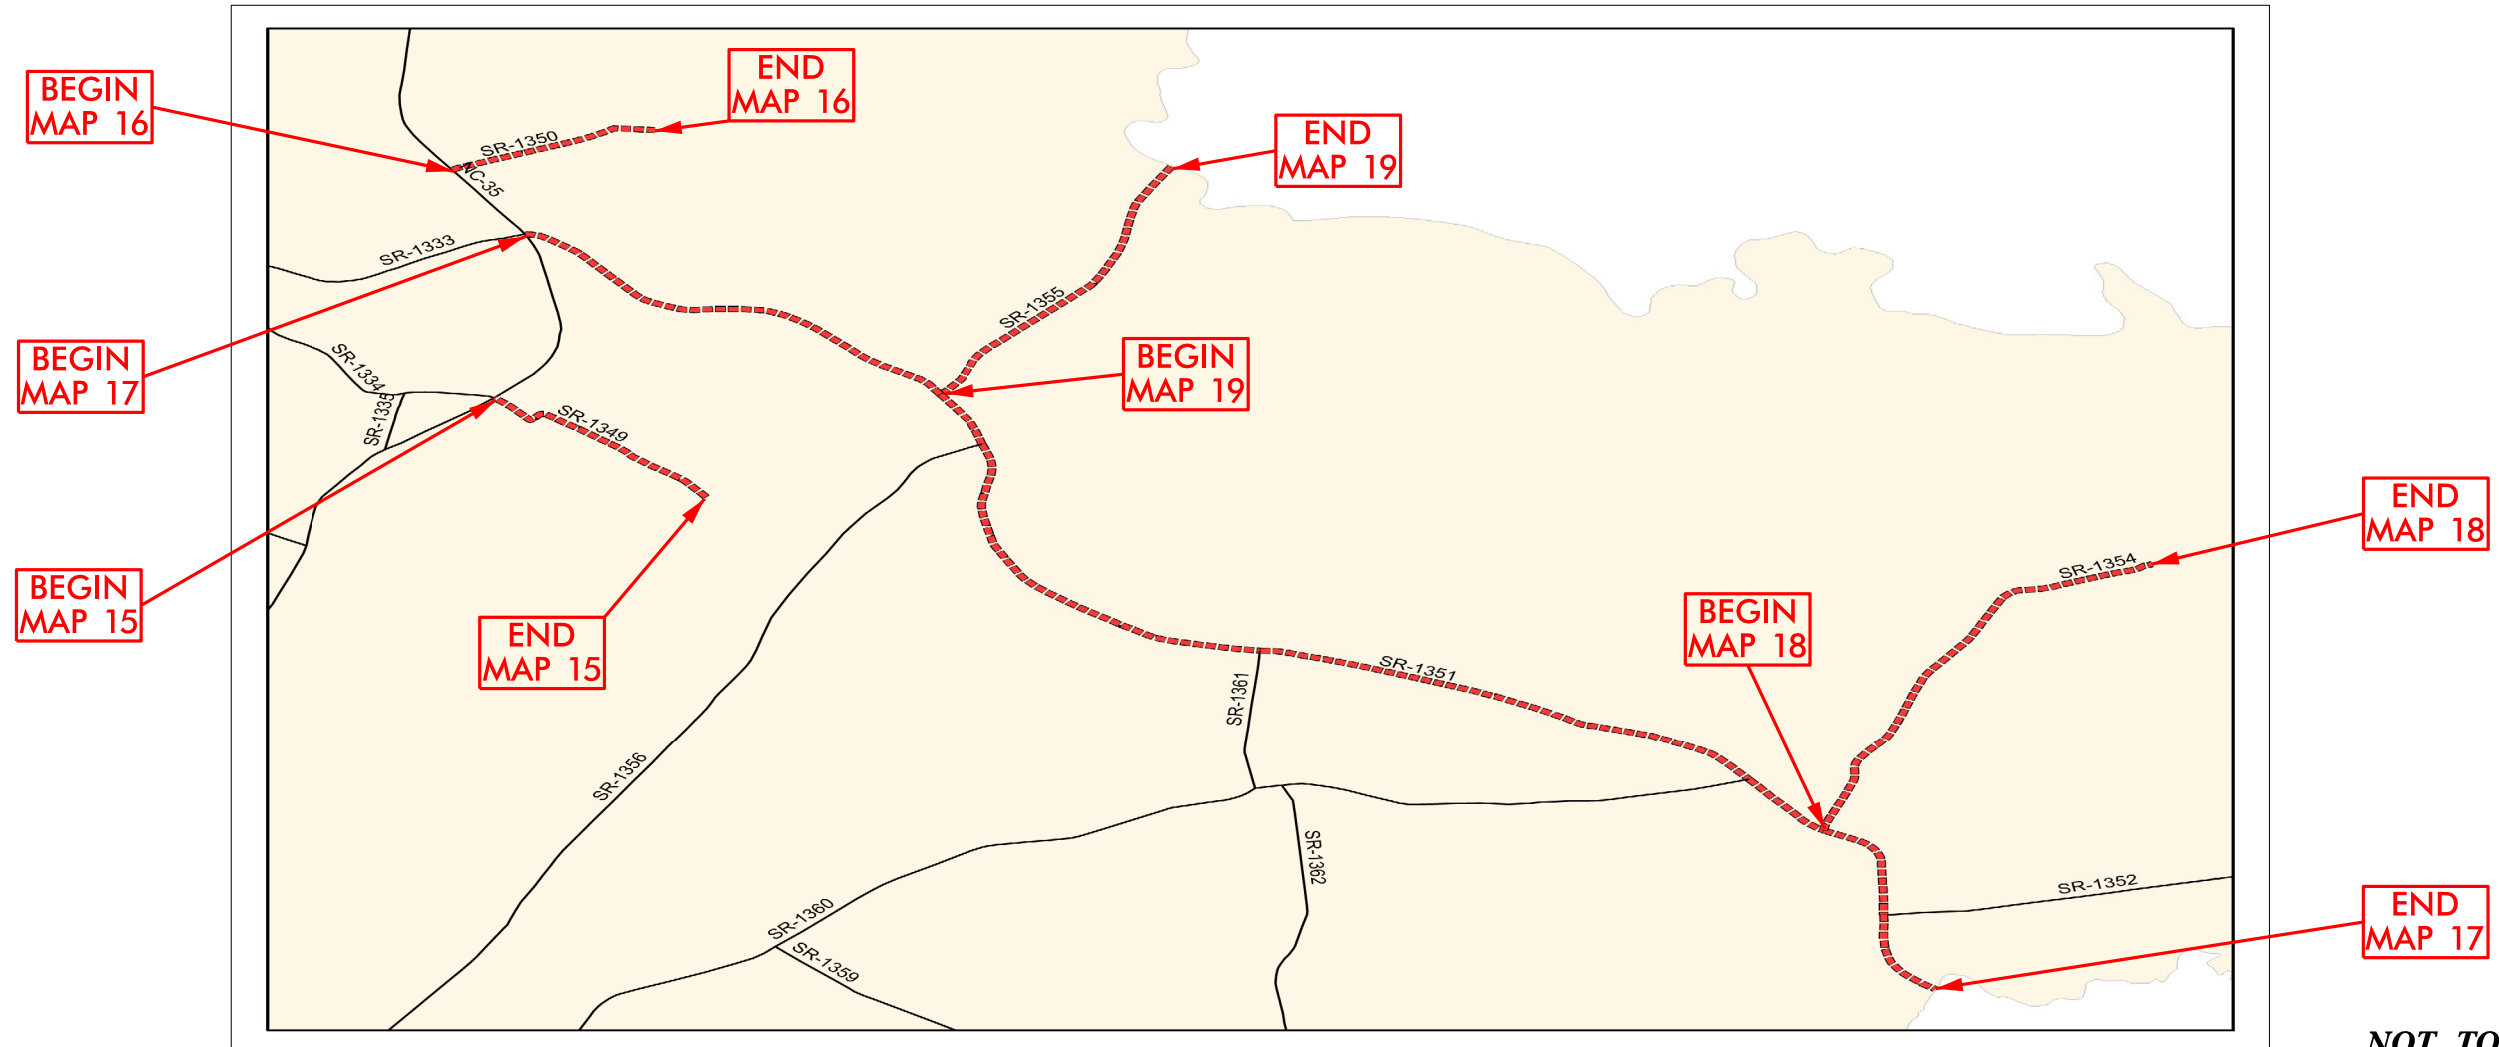 END
MAP 16
BEGIN
MAP 16
END
MAP 19
SR-1350
NC-35
SR-1333
SR-1355
BEGIN
MAP 17
BEGIN
MAP 19
SR-1334
SR-1335
SR-1349
END
MAP 18
SR-1354
BEGIN
MAP 15
BEGIN
MAP 18
END
MAP 15
SR-1351
SR-1361
SR-1356
SR-1362
SR-1352
END
MAP 17
SR-1360
SR-1359
NOT TO